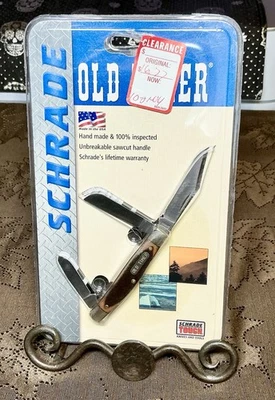 SCHRADE
CLEARANCE
ORIGINAL
NOW
OLD
ER®
Made in the USA
Hand made & 100% inspected
Unbreakable sawcut handle
Schrade's lifetime warranty
SCHRADE
TOUGH